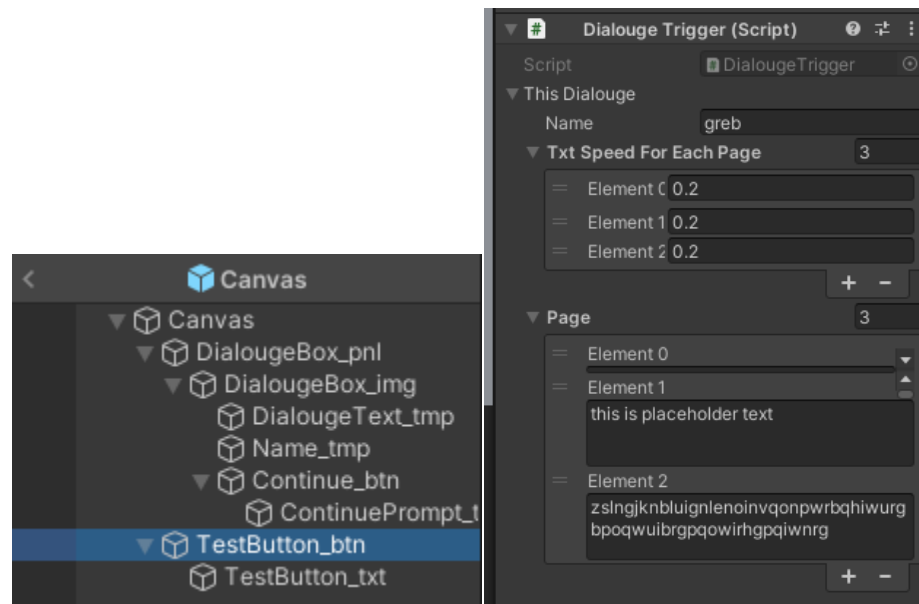 Canvas
Canvas
DialougeBox_pnl
DialougeBox_img
DialougeText_tmp
Name_tmp
Continue_btn
ContinuePrompt_t
TestButton_btn
TestButton_txt
# Dialouge Trigger (Script)
Script DialougeTrigger
This Dialouge
Name greb
Txt Speed For Each Page 3
Element 0 0.2
Element 1 0.2
Element 2 0.2
+ -
Page 3
Element 0
Element 1
this is placeholder text
Element 2
zslngjknbluignlenoinvqonpwrbqhiwurg
bpoqwuibrgpqowirhgpqiwnrg
+ -